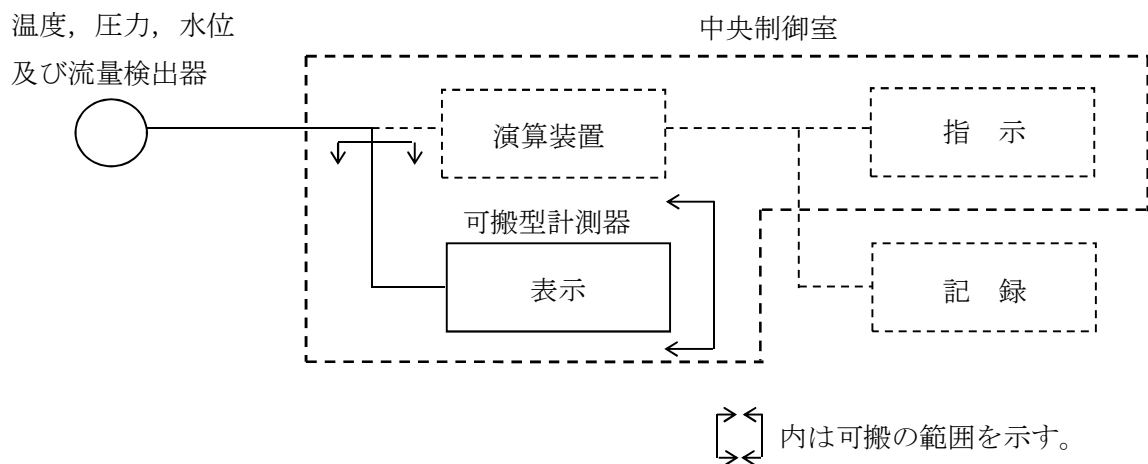 温度，圧力，水位
及び流量検出器
中央制御室
演算装置
指　示
可搬型計測器
表示
記　録
内は可搬の範囲を示す。